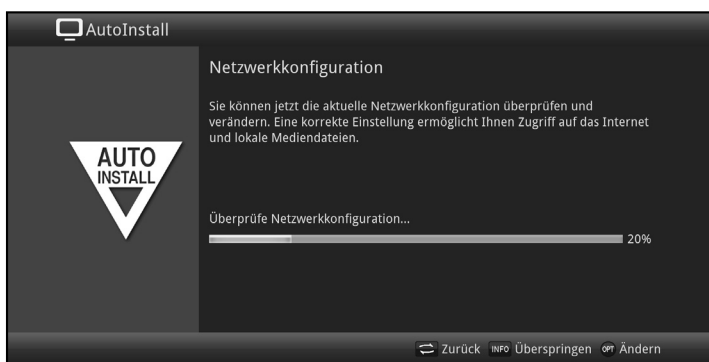 AutoInstall
AUTO
INSTALL
Netzwerkkonfiguration
Sie können jetzt die aktuelle Netzwerkkonfiguration überprüfen und
verändern. Eine korrekte Einstellung ermöglicht Ihnen Zugriff auf das Internet
und lokale Mediendateien.
Überprüfe Netzwerkkonfiguration...
20%
Zurück INFO Überspringen OPT Ändern